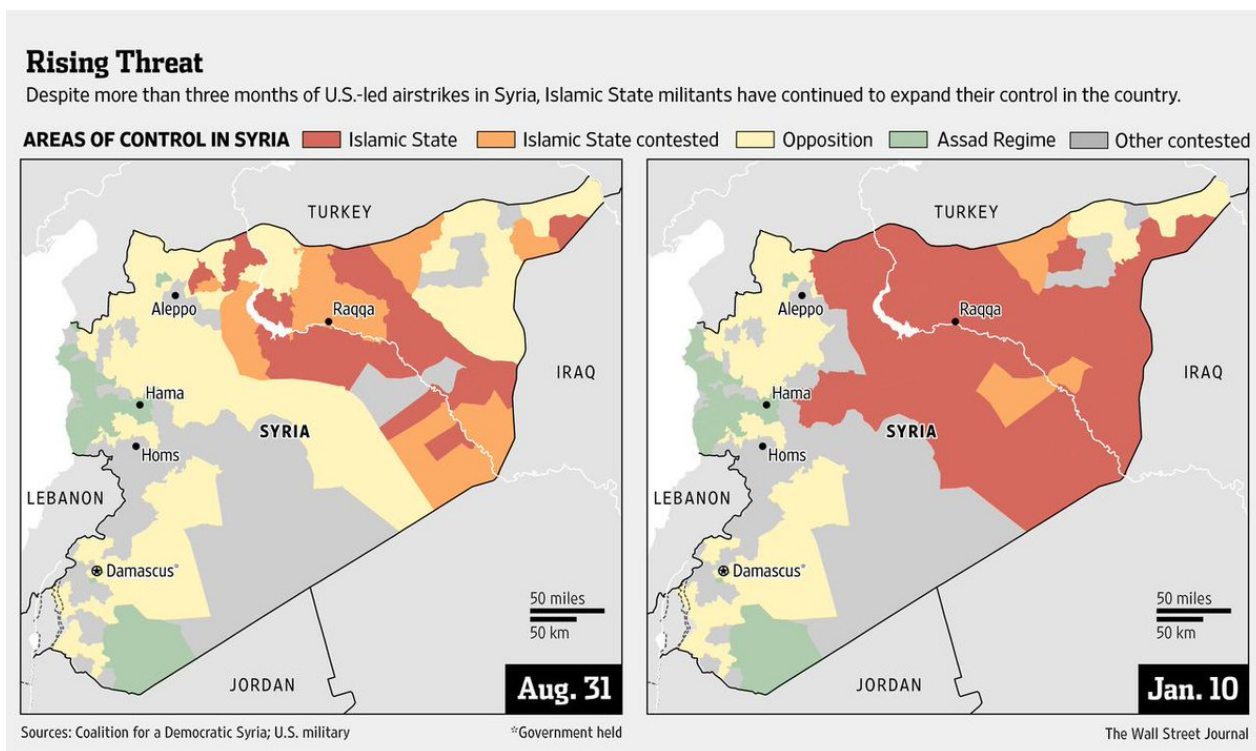 Rising Threat
Despite more than three months of U.S.-led airstrikes in Syria, Islamic State militants have continued to expand their control in the country.
AREAS OF CONTROL IN SYRIA Islamic State Islamic State contested Opposition Assad Regime Other contested
TURKEY
Aleppo
Raqqa
IRAQ
Hama
SYRIA
Homs
LEBANON
Damascus*
50 miles
50 km
JORDAN
Aug. 31
TURKEY
Aleppo
Raqqa
IRAQ
Hama
SYRIA
Homs
LEBANON
Damascus*
50 miles
50 km
JORDAN
Jan. 10
Sources: Coalition for a Democratic Syria; U.S. military
*Government held
The Wall Street Journal